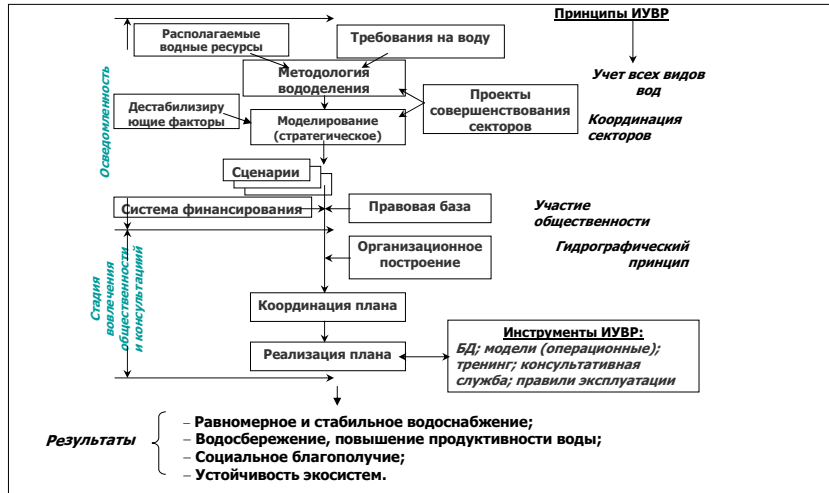 Принципы ИУВР
Располагаемые
водные ресурсы
Требования на воду
Методология
вододеления
Учет всех видов
вод
Проекты
совершенствования
секторов
Дестабилизиру
ющие факторы
Моделирование
(стратегическое)
Координация
секторов
Осведомленность
Сценарии
Система финансирования
Правовая база
Участие
общественности
Организационное
построение
Гидрографический
принцип
Стадия
вовлечения
общественности
и консультациий
Координация плана
Реализация плана
Инструменты ИУВР:
БД; модели (операционные);
тренинг; консультативная
служба; правили эксплуатации
Результаты
– Равномерное и стабильное водоснабжение;
– Водосбережение, повышение продуктивности воды;
– Социальное благополучие;
– Устойчивость экосистем.